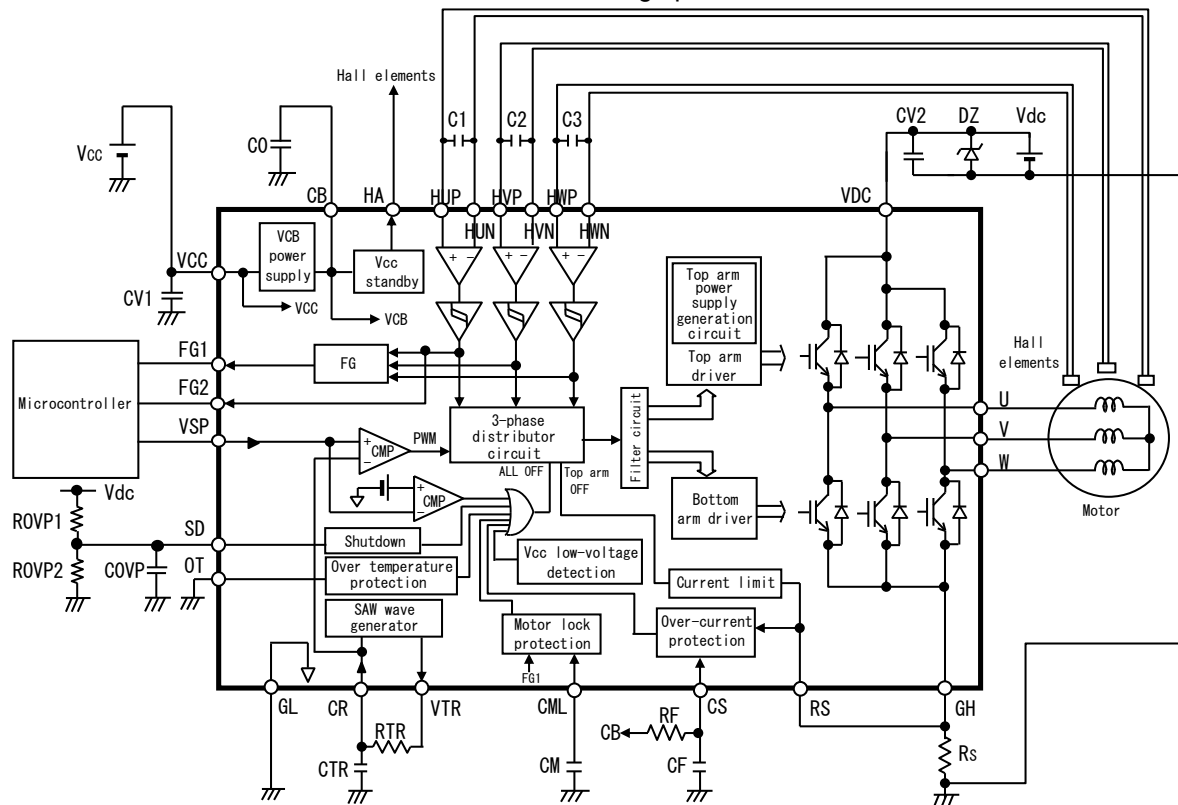 Hall elements
C1
C2
C3
CV2
DZ
Vdc
C0
VCC
CB
HA
HUP
HVP
HWP
VDC
HUN
HVN
HWN
VCB
power
supply
Vcc
standby
+ −
+ −
+ −
VCC
CV1
VCC
VCB
Top arm
power
supply
generation
circuit
Top arm
driver
Hall
elements
FG1
FG
FG2
Microcontroller
VSP
+
−
CMP
PWM
3-phase
distributor
circuit
Filter circuit
U
V
W
ALL OFF
Top arm
OFF
+
−
CMP
Bottom
arm driver
Motor
Vdc
ROVP1
SD
Shutdown
Vcc low-voltage
detection
ROVP2
COVP
OT
Over temperature
protection
Current limit
SAW wave
generator
Motor lock
protection
Over-current
protection
FG1
GL
CR
VTR
CML
CS
RS
GH
RTR
CB
RF
CTR
CM
CF
Rs